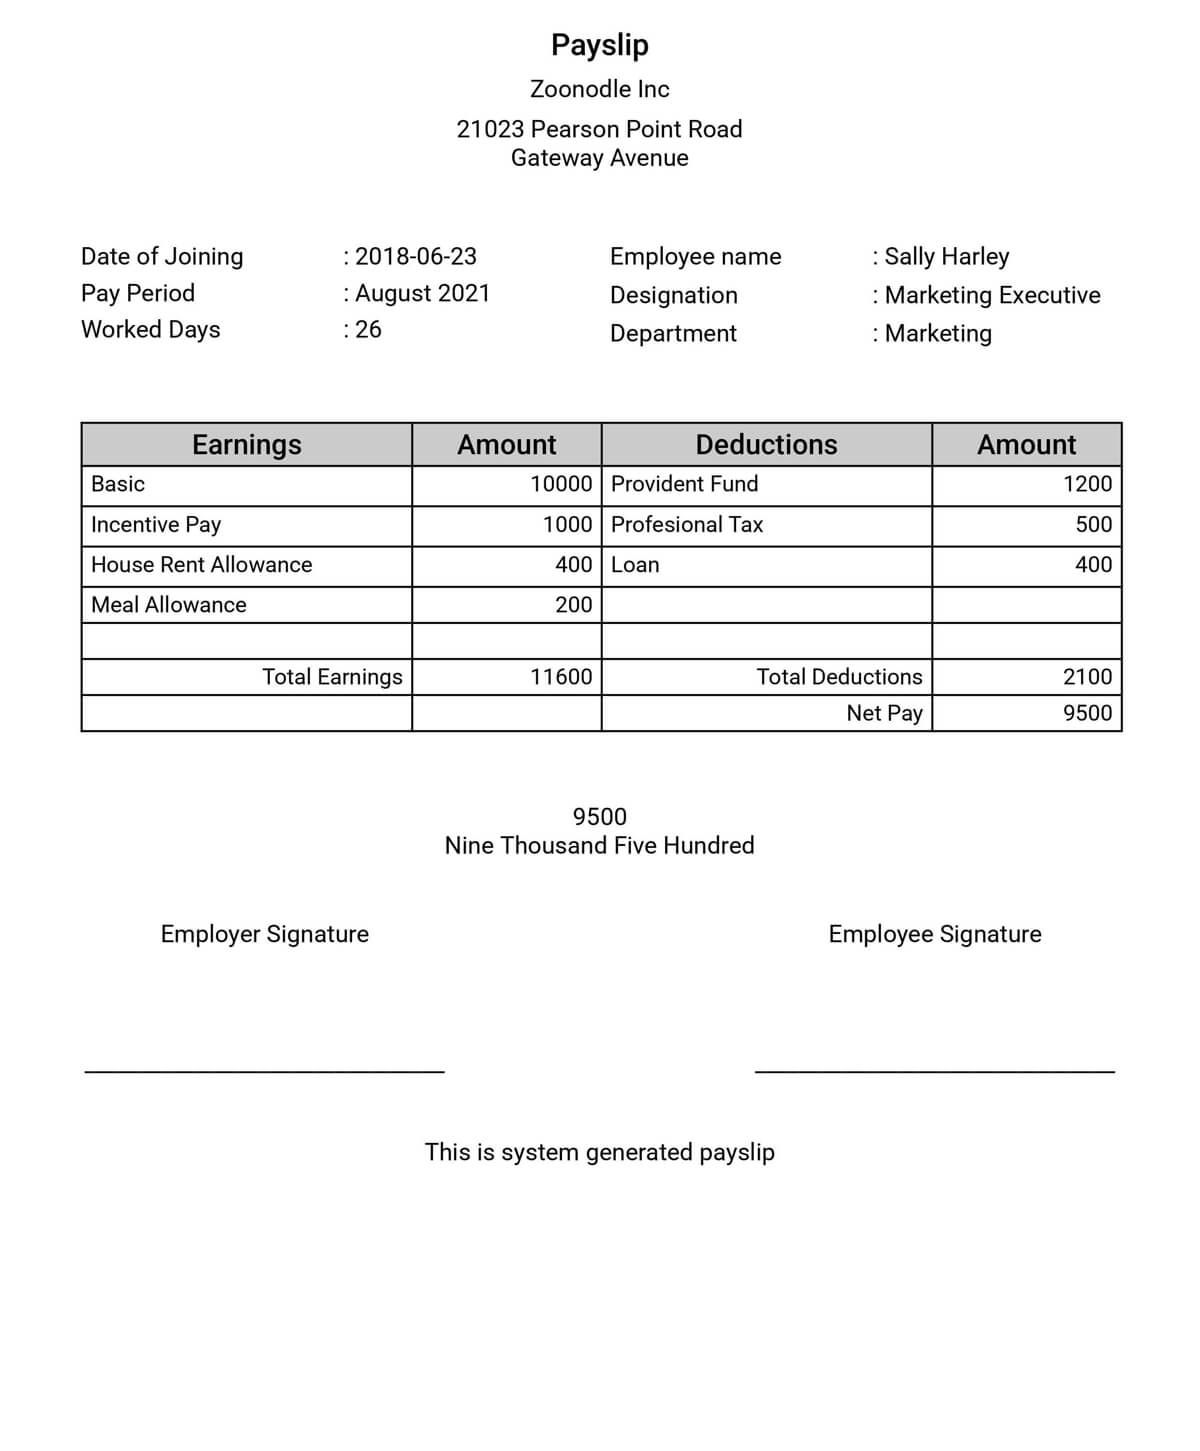 Payslip
Zoonodle Inc
21023 Pearson Point Road
Gateway Avenue
Date of Joining : 2018-06-23 Employee name : Sally Harley
Pay Period : August 2021 Designation : Marketing Executive
Worked Days : 26 Department : Marketing
Earnings Amount Deductions Amount
Basic 10000 Provident Fund 1200
Incentive Pay 1000 Profesional Tax 500
House Rent Allowance 400 Loan 400
Meal Allowance 200
Total Earnings 11600 Total Deductions 2100
Net Pay 9500
9500
Nine Thousand Five Hundred
Employer Signature Employee Signature
This is system generated payslip